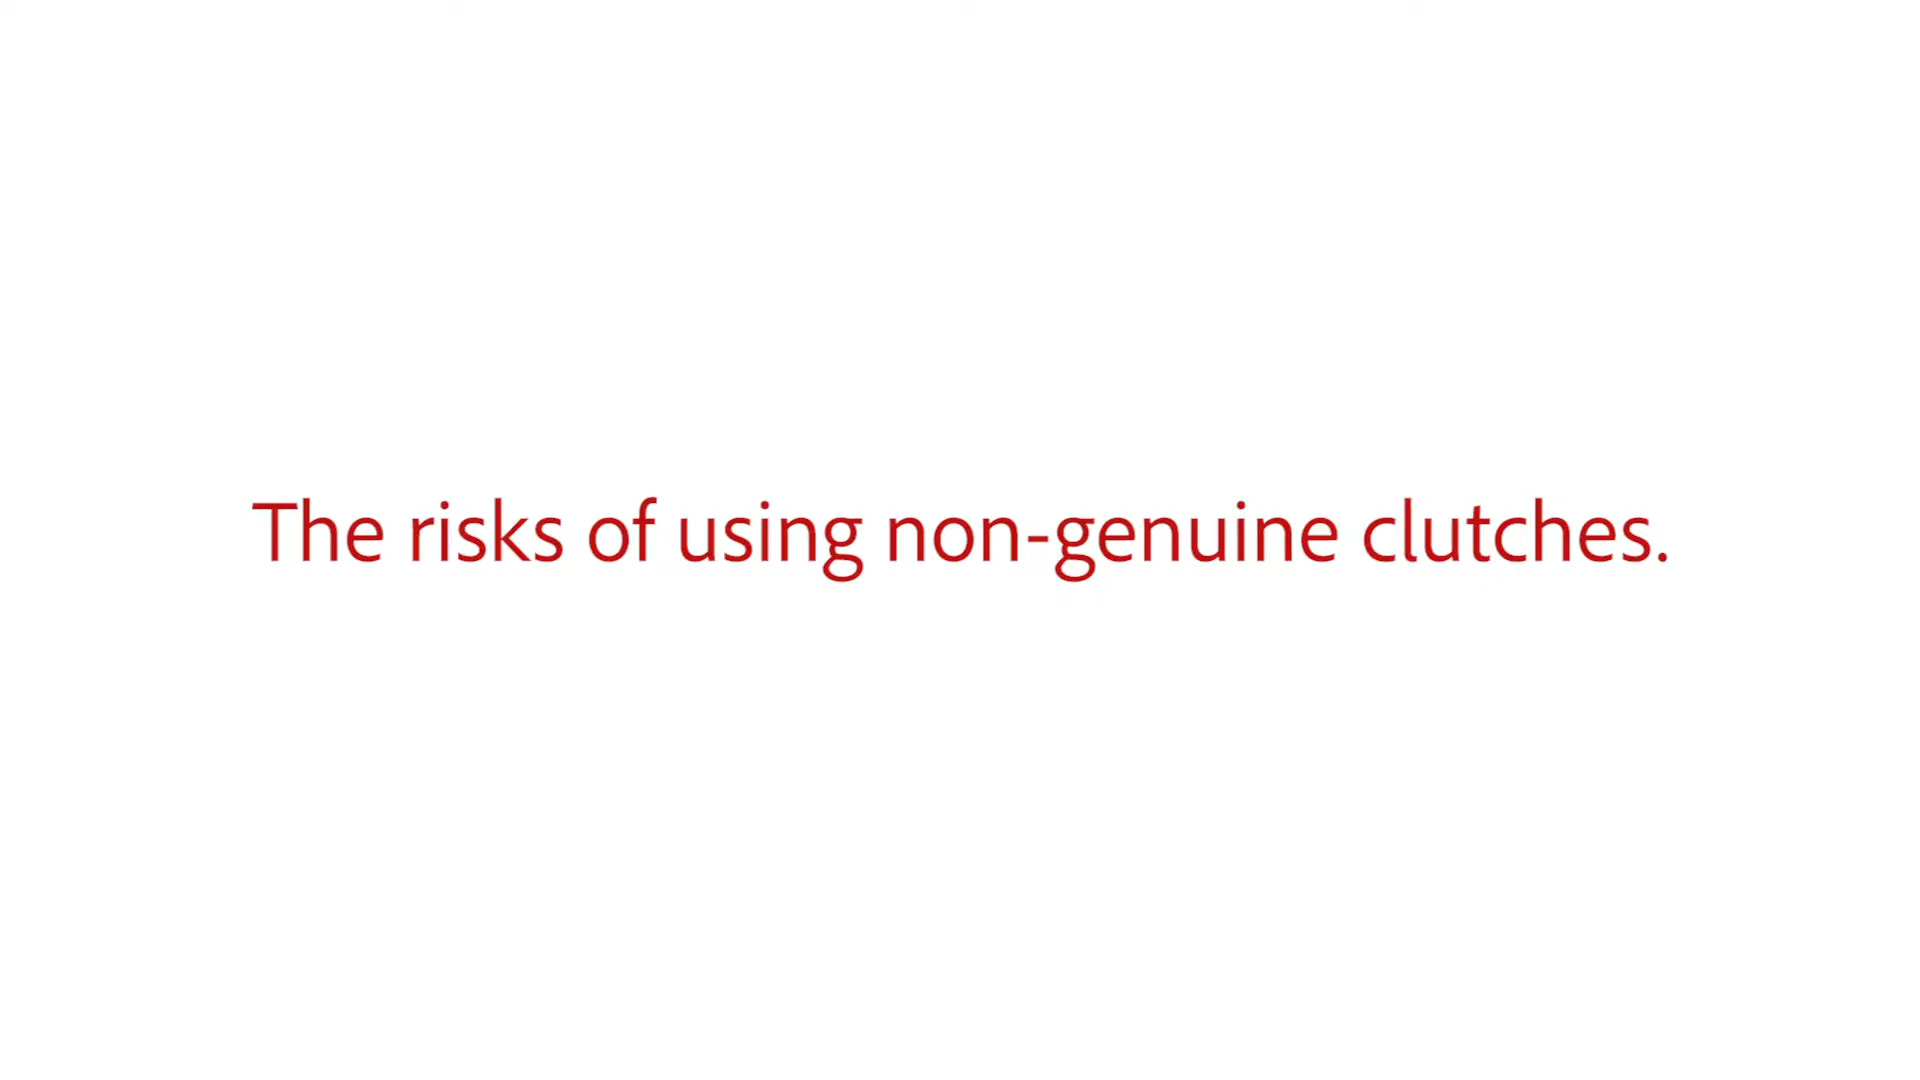 The risks of using non-genuine clutches.